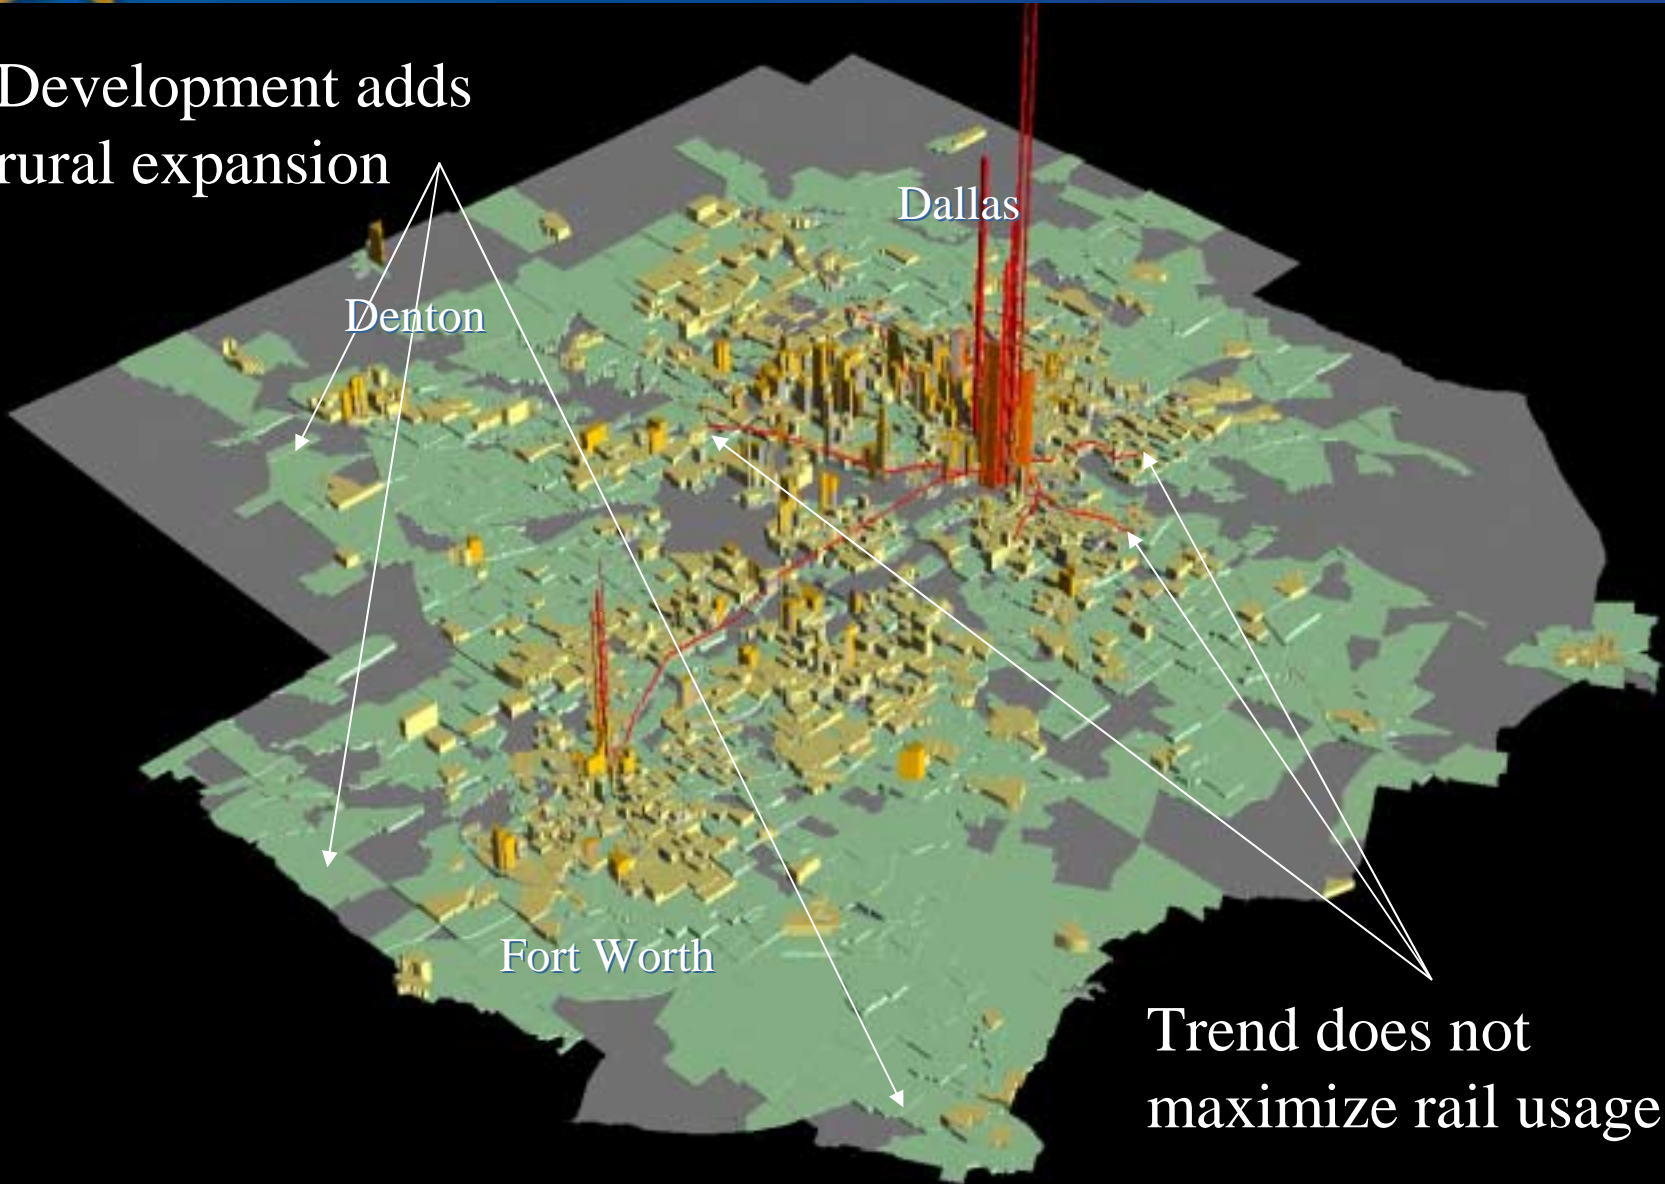 Development adds
rural expansion
Dallas
Denton
Fort Worth
Trend does not
maximize rail usage